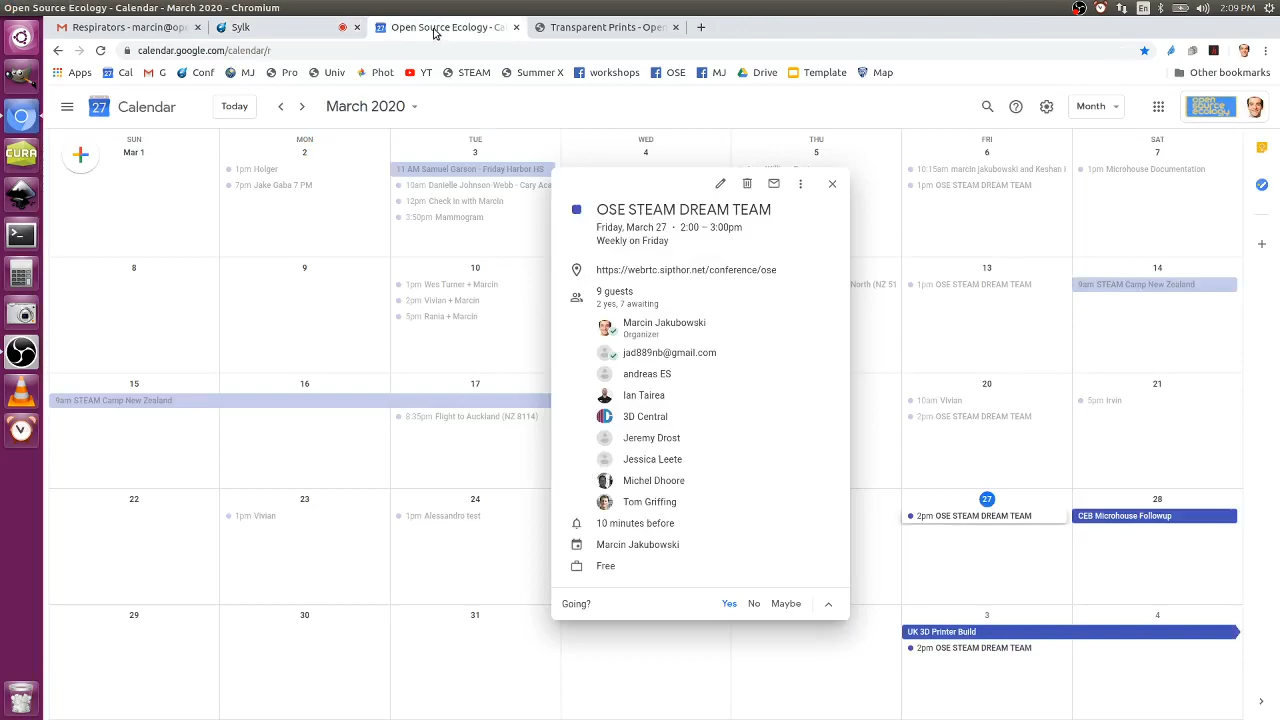 Open Source Ecology - Calendar - March 2020 - Chromium
2:09 PM
Respirators - marcin@ope
Sylk
Open Source Ecology - Ca
Transparent Prints - Open
calendar.google.com/calendar/r
Apps
Cal
G
Conf
MJ
Pro
Univ
Phot
YT
STEAM
Summer X
workshops
OSE
MJ
Drive
Template
Map
Other bookmarks
27
Calendar
Today
March 2020
Month
open source ecology
SUN
MON
TUE
WED
THU
FRI
SAT
Mar 1
2
3
4
5
6
7
1pm Holger
7pm Jake Gaba 7 PM
11 AM Samuel Garson - Friday Harbor HS
10am Danielle Johnson-Webb - Cary Aca
12pm Check in with Marcin
3:50pm Mammogram
10:15am marcin jakubowski and Keshan i
1pm OSE STEAM DREAM TEAM
1pm Microhouse Documentation
8
9
10
13
14
1pm Wes Turner + Marcin
2pm Vivian + Marcin
5pm Rania + Marcin
North (NZ 51
1pm OSE STEAM DREAM TEAM
9am STEAM Camp New Zealand
15
16
17
20
21
9am STEAM Camp New Zealand
8:35pm Flight to Auckland (NZ 8114)
10am Vivian
2pm OSE STEAM DREAM TEAM
5pm Irvin
22
23
24
27
28
1pm Vivian
1pm Alessandro test
2pm OSE STEAM DREAM TEAM
CEB Microhouse Followup
29
30
31
3
4
UK 3D Printer Build
2pm OSE STEAM DREAM TEAM
OSE STEAM DREAM TEAM
Friday, March 27 · 2:00 – 3:00pm
Weekly on Friday
https://webrtc.sipthor.net/conference/ose
9 guests
2 yes, 7 awaiting
Marcin Jakubowski
Organizer
jad889nb@gmail.com
andreas ES
Ian Tairea
3D Central
Jeremy Drost
Jessica Leete
Michel Dhoore
Tom Griffing
10 minutes before
Marcin Jakubowski
Free
Going?
Yes
No
Maybe
CURA